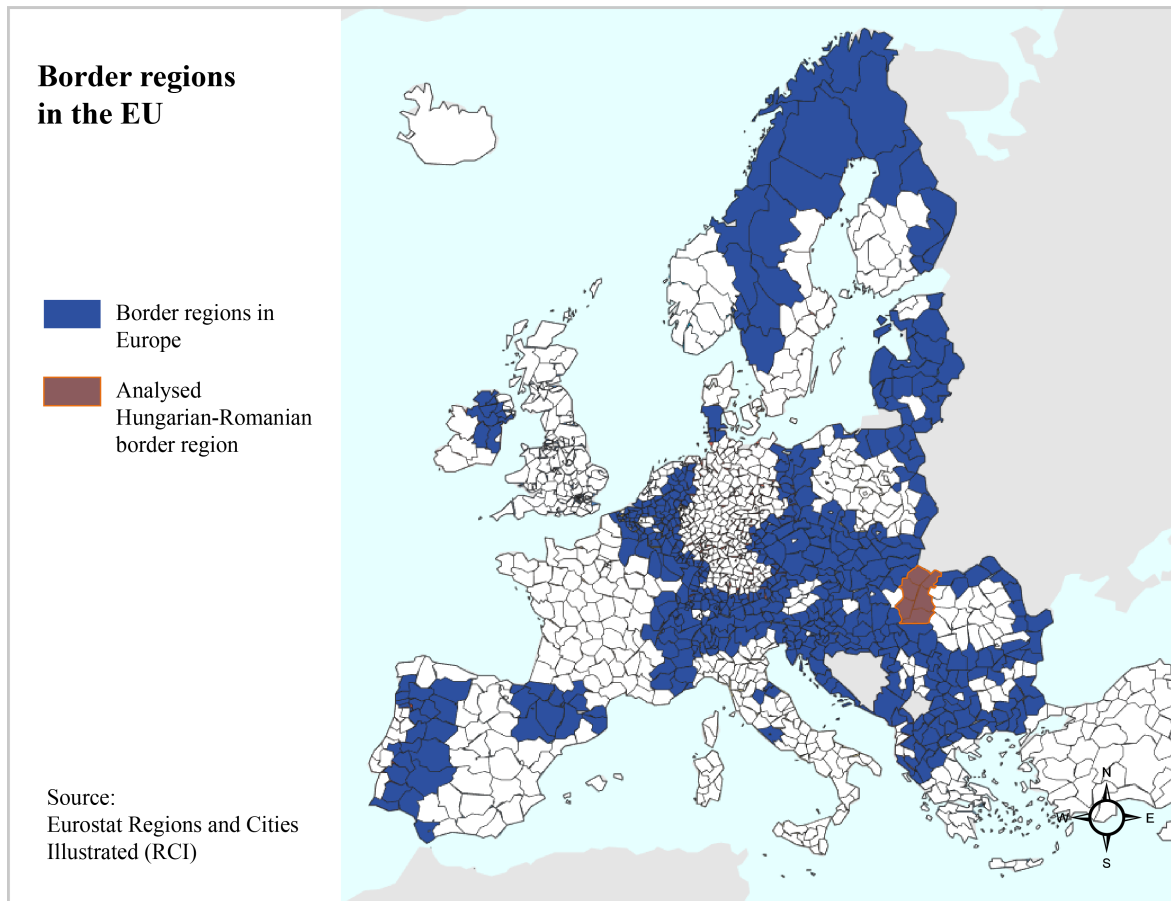 Border regions
in the EU
Border regions in
Europe
Analysed
Hungarian-Romanian
border region
Source:
Eurostat Regions and Cities
Illustrated (RCI)
N
W
E
S